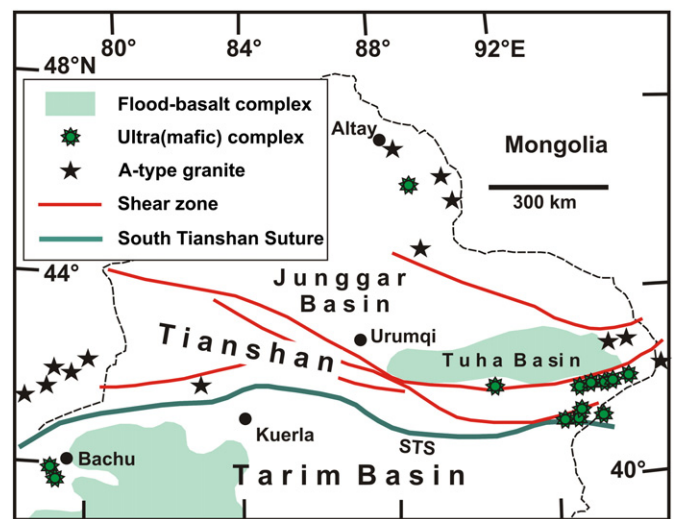 80° 84° 88° 92°E
48°N
Flood-basalt complex
Ultra(mafic) complex
A-type granite
Shear zone
South Tianshan Suture
Altay
Mongolia
300 km
44°
Junggar
Basin
Tianshan
Urumqi
Tuha Basin
Kuerla
STS
Bachu
Tarim Basin
40°